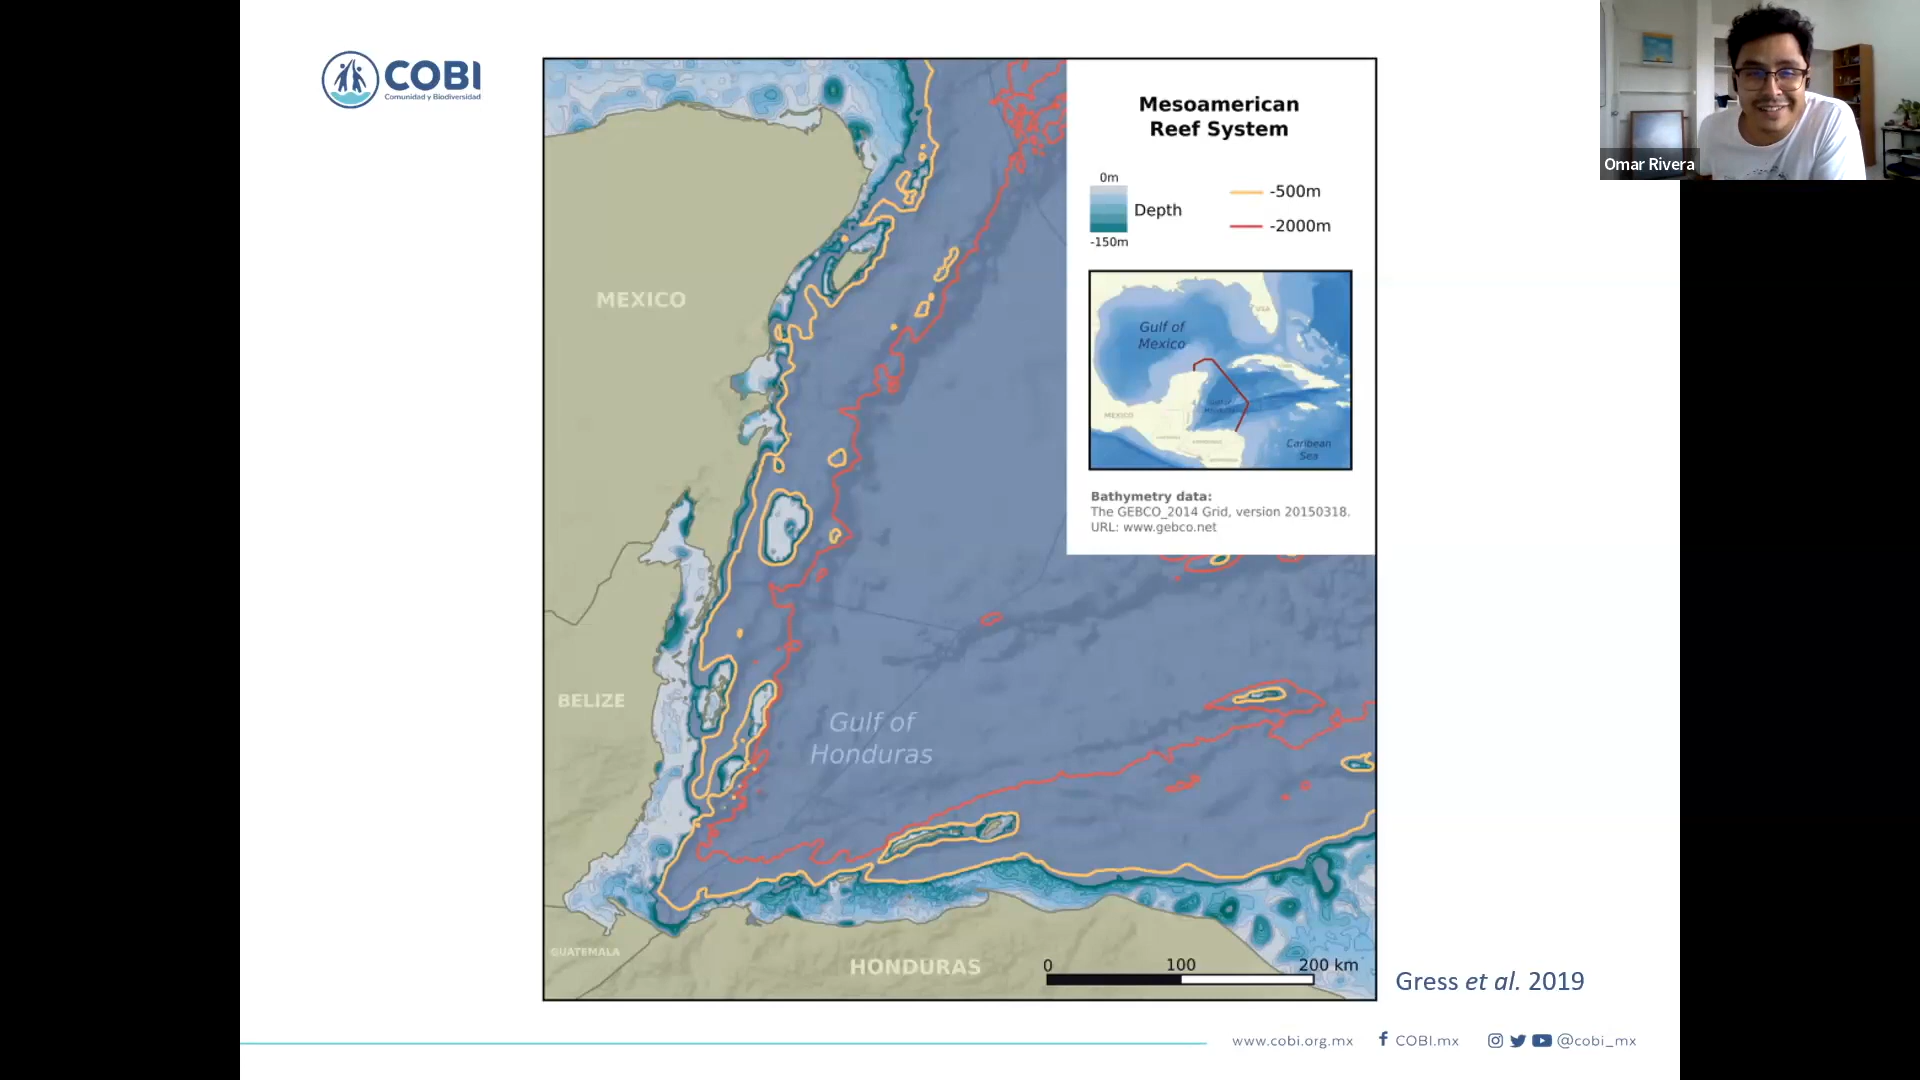 COBI
Comunidad y Biodiversidad
Omar Rivera
Mesoamerican
Reef System
0m
Depth
-150m
-500m
-2000m
MEXICO
Gulf of
Mexico
USA
MEXICO
Caribbean
Sea
Bathymetry data:
The GEBCO_2014 Grid, version 20150318.
URL: www.gebco.net
BELIZE
Gulf of
Honduras
GUATEMALA
HONDURAS
0 100 200 km
Gress et al. 2019
www.cobi.org.mx COBI.mx @cobi_mx